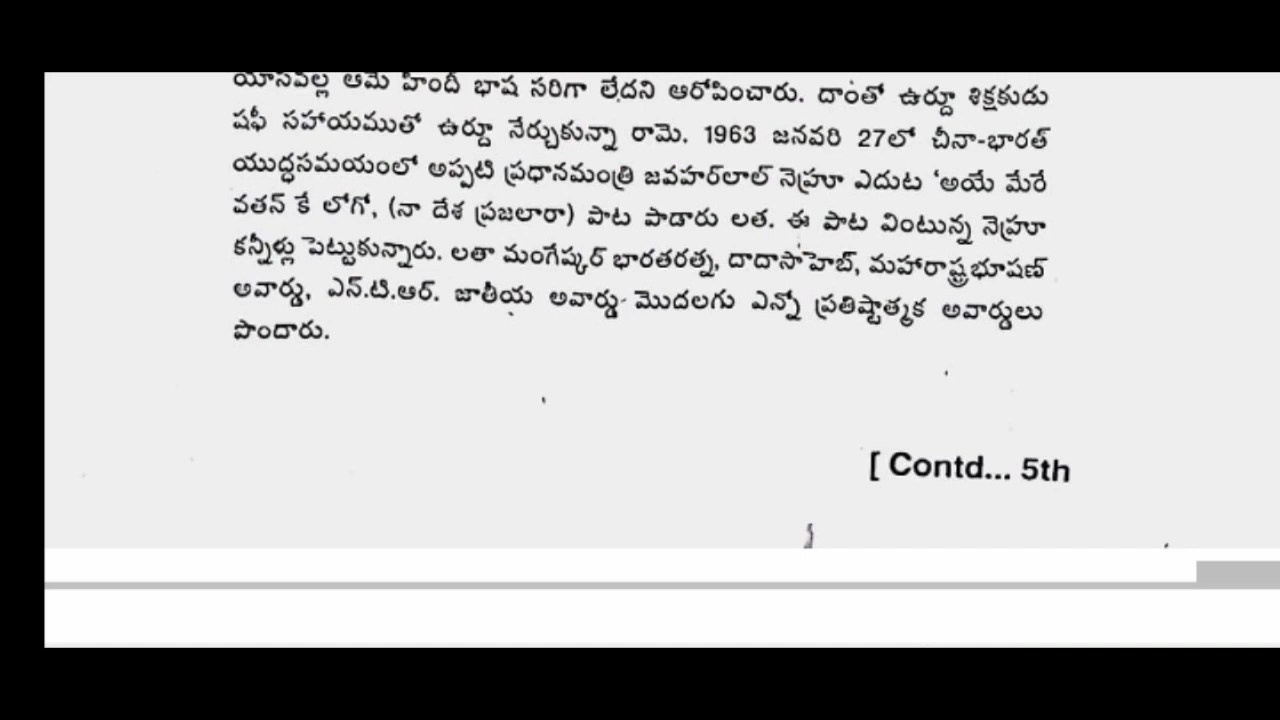 యాసవల్ల ఆమె హిందీ భాష సరిగా లేదని ఆరోపించారు. దాంతో ఉర్దూ శిక్షకుడు
షఫీ సహాయముతో ఉర్దూ నేర్చుకున్నా రామె. 1963 జనవరి 27లో చీనా-భారత్
యుద్ధసమయంలో అప్పటి ప్రధానమంత్రి జవహర్‌లాల్ నెహ్రూ ఎదుట ‘అయే మేరే
వతన్ కే లోగో, (నా దేశ ప్రజలారా) పాట పాడారు లత. ఈ పాట వింటున్న నెహ్రూ
కన్నీళ్లు పెట్టుకున్నారు. లతా మంగేష్కర్ భారతరత్న, దాదాసాహెబ్, మహారాష్ట్రభూషణ్
అవార్డు, ఎన్.టి.ఆర్. జాతీయ అవార్డు మొదలగు ఎన్నో ప్రతిష్టాత్మక అవార్డులు
పొందారు.
[ Contd... 5th